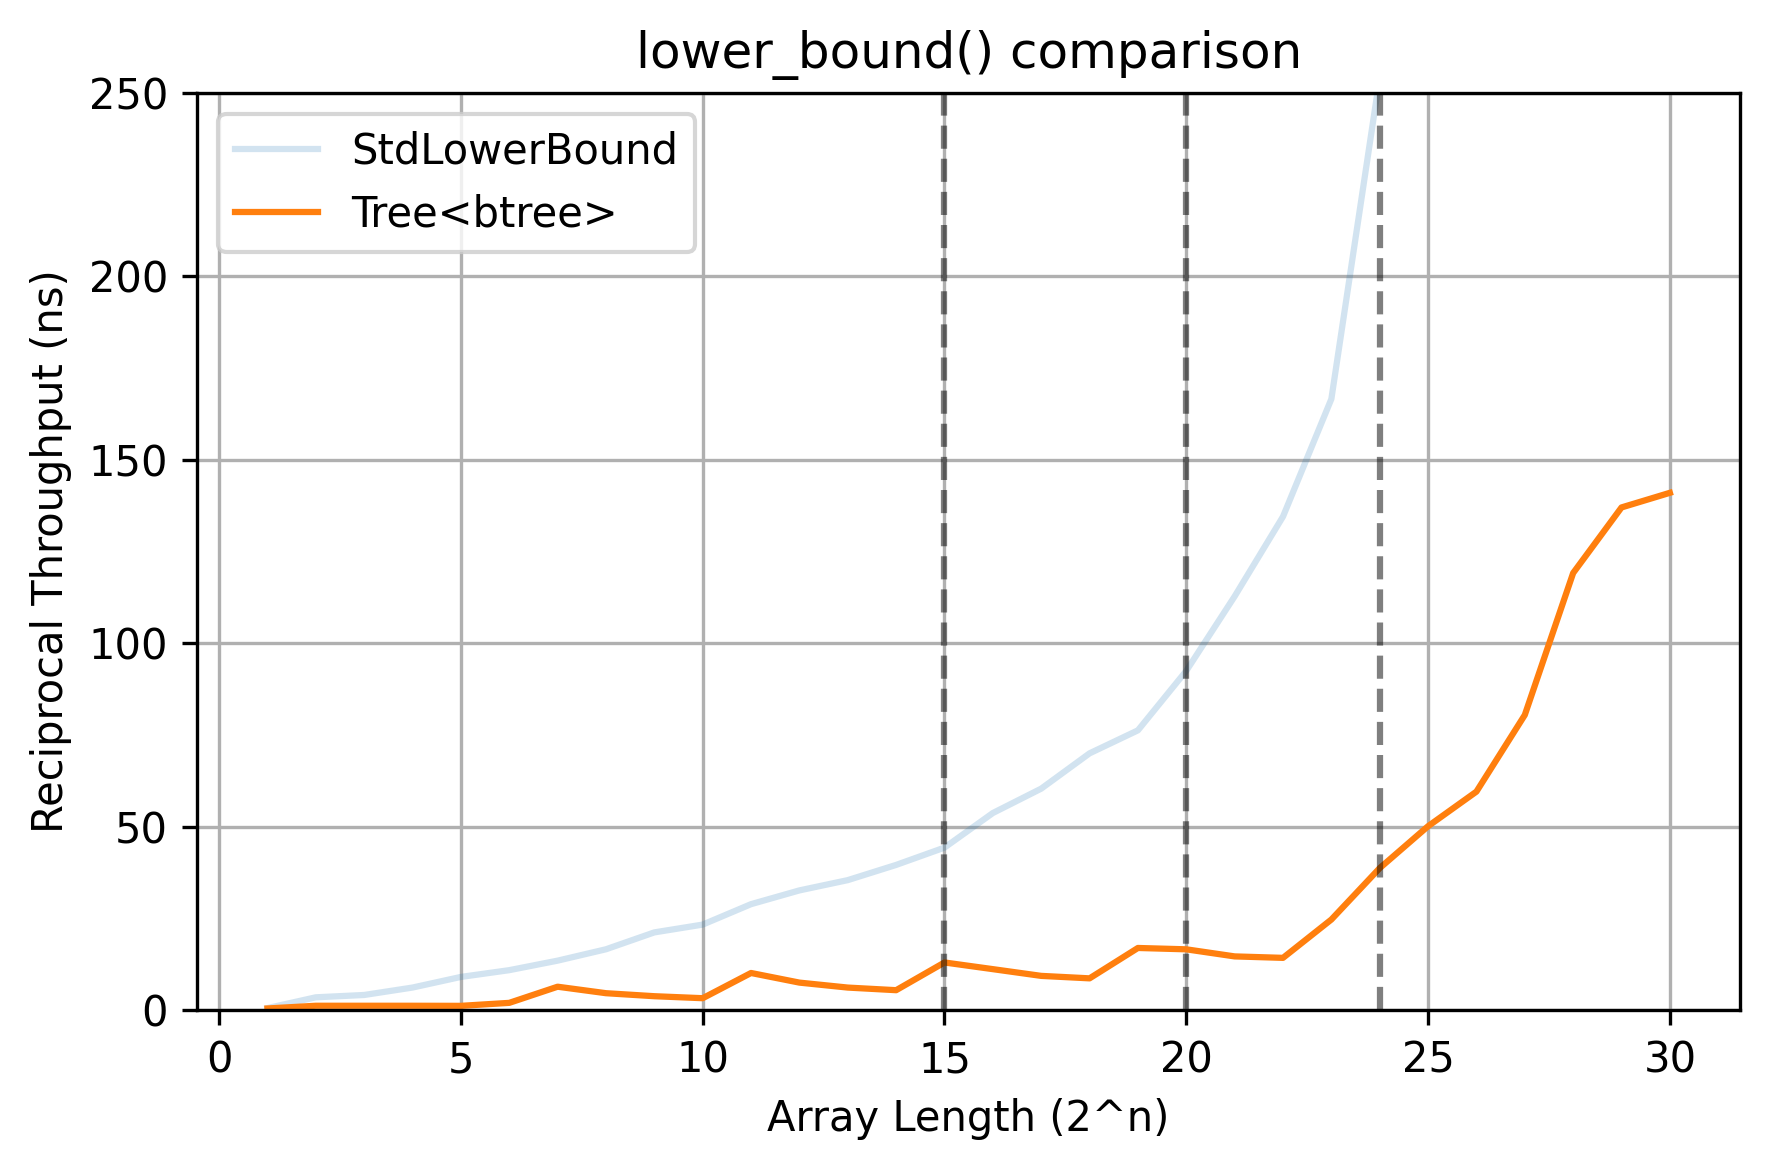 lower_bound() comparison
250
200
150
100
50
0
Reciprocal Throughput (ns)
StdLowerBound
Tree<btree>
0 5 10 15 20 25 30
Array Length (2^n)